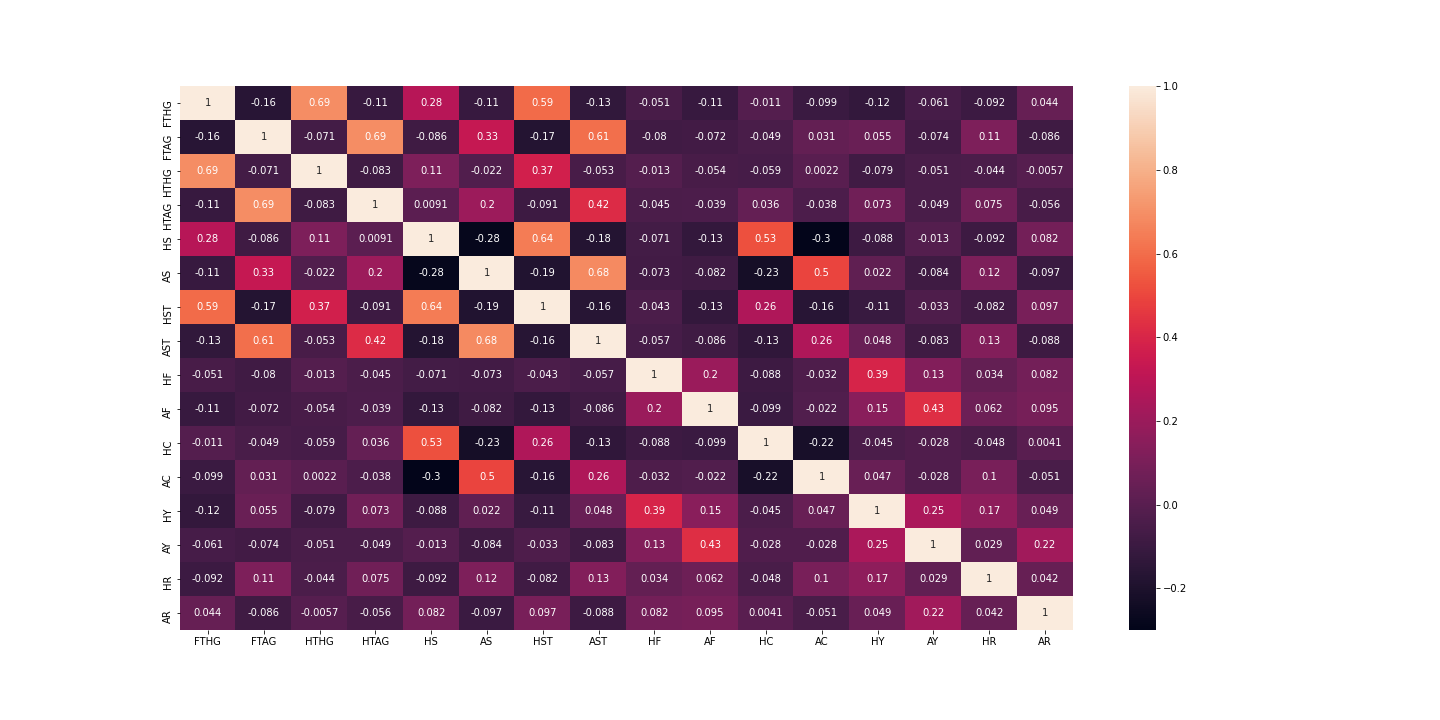 FTHG 1 -0.16 0.69 -0.11 0.28 -0.11 0.59 -0.13 -0.051 -0.11 -0.011 -0.099 -0.12 -0.061 -0.092 0.044
FTAG -0.16 1 -0.071 0.69 -0.086 0.33 -0.17 0.61 -0.08 -0.072 -0.049 0.031 0.055 -0.074 0.11 -0.086
HTHG 0.69 -0.071 1 -0.083 0.11 -0.022 0.37 -0.053 -0.013 -0.054 -0.059 0.0022 -0.079 -0.051 -0.044 -0.0057
HTAG -0.11 0.69 -0.083 1 0.0091 0.2 -0.091 0.42 -0.045 -0.039 0.036 -0.038 0.073 -0.049 0.075 -0.056
HS 0.28 -0.086 0.11 0.0091 1 -0.28 0.64 -0.18 -0.071 -0.13 0.53 -0.3 -0.088 -0.013 -0.092 0.082
AS -0.11 0.33 -0.022 0.2 -0.28 1 -0.19 0.68 -0.073 -0.082 -0.23 0.5 0.022 -0.084 0.12 -0.097
HST 0.59 -0.17 0.37 -0.091 0.64 -0.19 1 -0.16 -0.043 -0.13 0.26 -0.16 -0.11 -0.033 -0.082 0.097
AST -0.13 0.61 -0.053 0.42 -0.18 0.68 -0.16 1 -0.057 -0.086 -0.13 0.26 0.048 -0.083 0.13 -0.088
HF -0.051 -0.08 -0.013 -0.045 -0.071 -0.073 -0.043 -0.057 1 0.2 -0.088 -0.032 0.39 0.13 0.034 0.082
AF -0.11 -0.072 -0.054 -0.039 -0.13 -0.082 -0.13 -0.086 0.2 1 -0.099 -0.022 0.15 0.43 0.062 0.095
HC -0.011 -0.049 -0.059 0.036 0.53 -0.23 0.26 -0.13 -0.088 -0.099 1 -0.22 -0.045 -0.028 -0.048 0.0041
AC -0.099 0.031 0.0022 -0.038 -0.3 0.5 -0.16 0.26 -0.032 -0.022 -0.22 1 0.047 -0.028 0.1 -0.051
HY -0.12 0.055 -0.079 0.073 -0.088 0.022 -0.11 0.048 0.39 0.15 -0.045 0.047 1 0.25 0.17 0.049
AY -0.061 -0.074 -0.051 -0.049 -0.013 -0.084 -0.033 -0.083 0.13 0.43 -0.028 -0.028 0.25 1 0.029 0.22
HR -0.092 0.11 -0.044 0.075 -0.092 0.12 -0.082 0.13 0.034 0.062 -0.048 0.1 0.17 0.029 1 0.042
AR 0.044 -0.086 -0.0057 -0.056 0.082 -0.097 0.097 -0.088 0.082 0.095 0.0041 -0.051 0.049 0.22 0.042 1
FTHG FTAG HTHG HTAG HS AS HST AST HF AF HC AC HY AY HR AR
1.0
0.8
0.6
0.4
0.2
0.0
−0.2